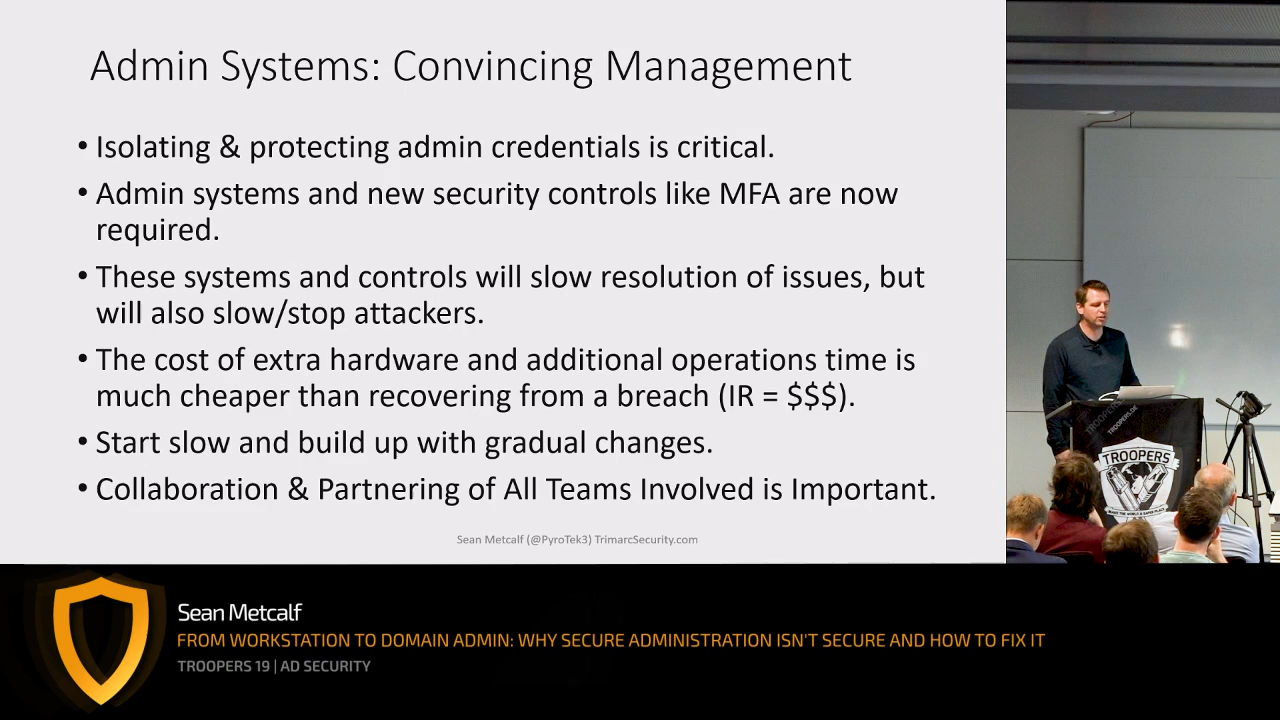 Admin Systems: Convincing Management
• Isolating & protecting admin credentials is critical.
• Admin systems and new security controls like MFA are now
required.
• These systems and controls will slow resolution of issues, but
will also slow/stop attackers.
• The cost of extra hardware and additional operations time is
much cheaper than recovering from a breach (IR = $$$).
• Start slow and build up with gradual changes.
• Collaboration & Partnering of All Teams Involved is Important.
Sean Metcalf (@PyroTek3) TrimarcSecurity.com
TROOPERS
Sean Metcalf
FROM WORKSTATION TO DOMAIN ADMIN: WHY SECURE ADMINISTRATION ISN'T SECURE AND HOW TO FIX IT
TROOPERS 19 | AD SECURITY